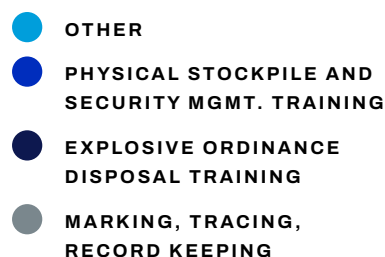 OTHER
PHYSICAL STOCKPILE AND
SECURITY MGMT. TRAINING
EXPLOSIVE ORDINANCE
DISPOSAL TRAINING
MARKING, TRACING,
RECORD KEEPING